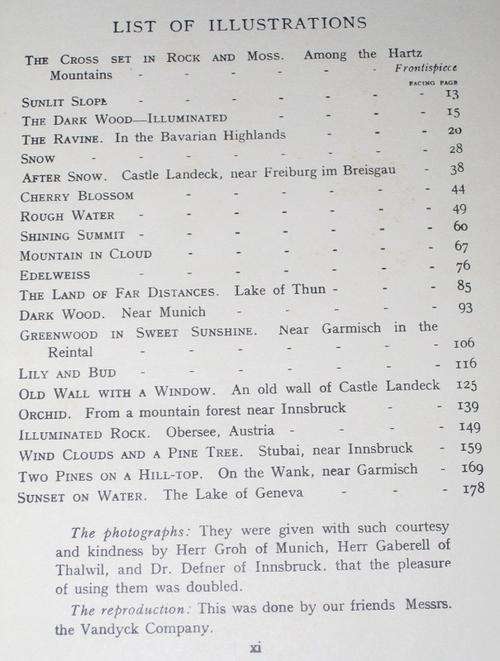 LIST OF ILLUSTRATIONS
THE CROSS SET IN ROCK AND MOSS. Among the Hartz
Mountains - - - - - - Frontispiece
FACING PAGE
SUNLIT SLOPE - - - - - - - 13
THE DARK WOOD—ILLUMINATED - - - - 15
THE RAVINE. In the Bavarian Highlands - - - 20
SNOW - - - - - - - - 28
AFTER SNOW. Castle Landeck, near Freiburg im Breisgau - 38
CHERRY BLOSSOM - - - - - - 44
ROUGH WATER - - - - - - - 49
SHINING SUMMIT - - - - - - - 60
MOUNTAIN IN CLOUD - - - - - - 67
EDELWEISS - - - - - - - 76
THE LAND OF FAR DISTANCES. Lake of Thun - - - 85
DARK WOOD. Near Munich - - - - - 93
GREENWOOD IN SWEET SUNSHINE. Near Garmisch in the
Reintal - - - - - - - 106
LILY AND BUD - - - - - - - 116
OLD WALL WITH A WINDOW. An old wall of Castle Landeck 125
ORCHID. From a mountain forest near Innsbruck - - 139
ILLUMINATED ROCK. Obersee, Austria - - - - 149
WIND CLOUDS AND A PINE TREE. Stubai, near Innsbruck - 159
TWO PINES ON A HILL-TOP. On the Wank, near Garmisch - 169
SUNSET ON WATER. The Lake of Geneva - - - 178
The photographs: They were given with such courtesy
and kindness by Herr Groh of Munich, Herr Gaberell of
Thalwil, and Dr. Defner of Innsbruck. that the pleasure
of using them was doubled.
The reproduction: This was done by our friends Messrs.
the Vandyck Company.
xi